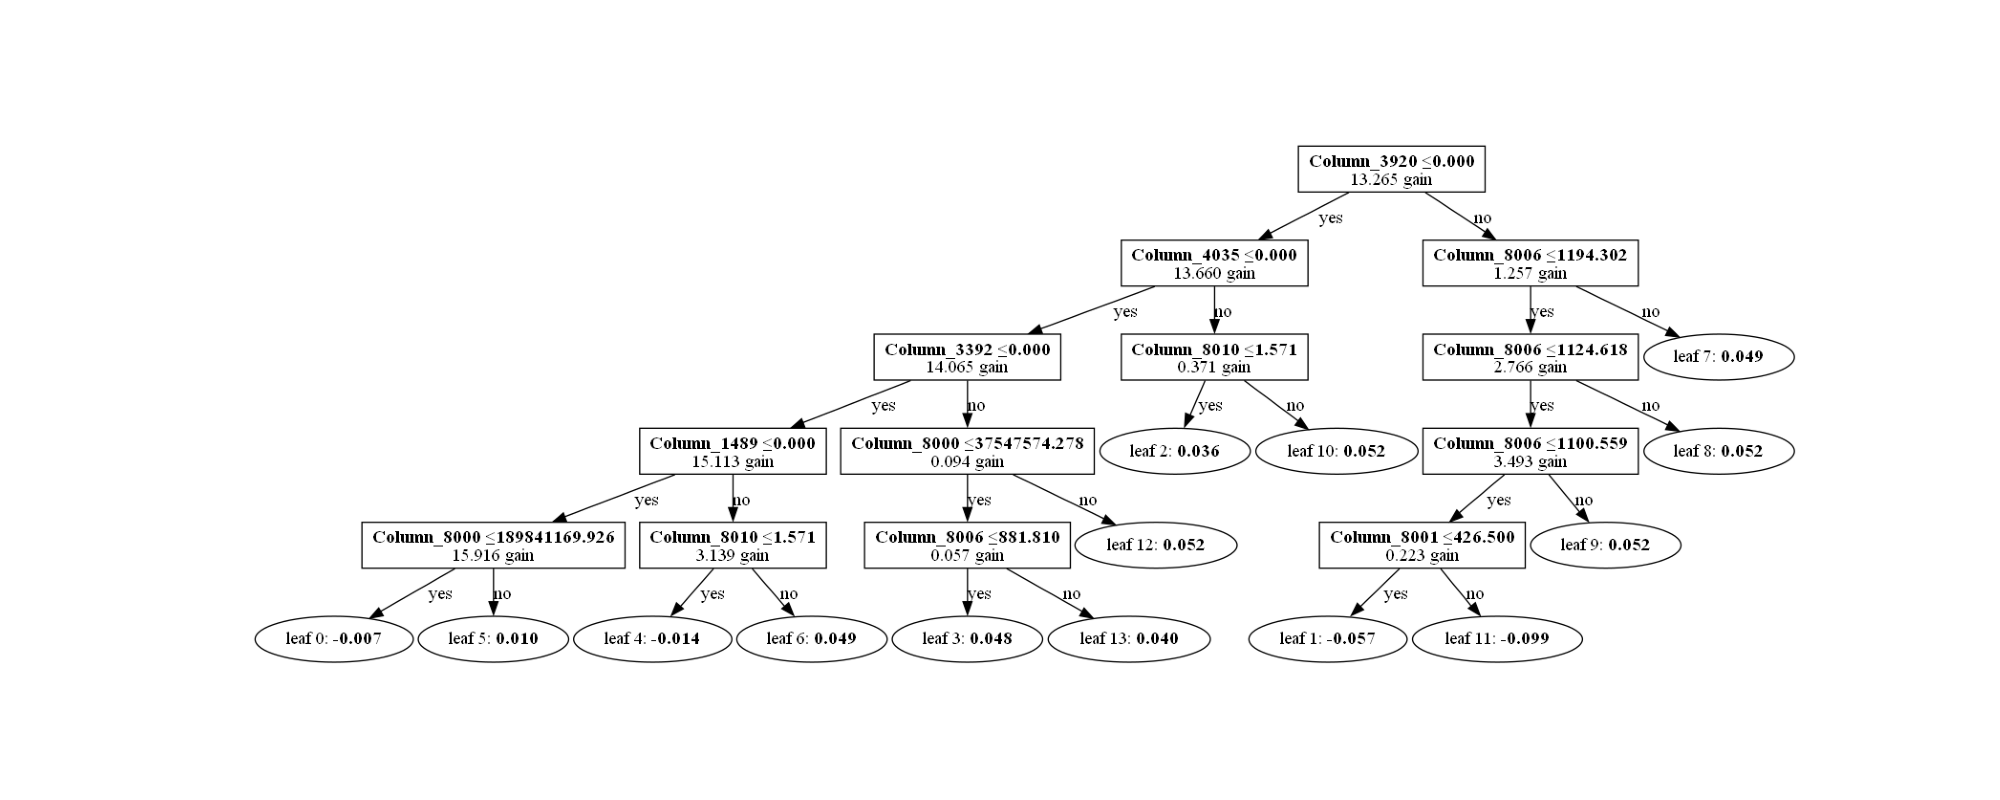 Column_3920 ≤0.000
13.265 gain
yes
no
Column_4035 ≤0.000
13.660 gain
Column_8006 ≤1194.302
1.257 gain
yes
no
yes
no
Column_3392 ≤0.000
14.065 gain
Column_8010 ≤1.571
0.371 gain
Column_8006 ≤1124.618
2.766 gain
leaf 7: 0.049
yes
no
yes
no
yes
no
Column_1489 ≤0.000
15.113 gain
Column_8000 ≤37547574.278
0.094 gain
leaf 2: 0.036
leaf 10: 0.052
Column_8006 ≤1100.559
3.493 gain
leaf 8: 0.052
yes
no
yes
no
yes
no
Column_8000 ≤189841169.926
15.916 gain
Column_8010 ≤1.571
3.139 gain
Column_8006 ≤881.810
0.057 gain
leaf 12: 0.052
Column_8001 ≤426.500
0.223 gain
leaf 9: 0.052
yes
no
yes
no
yes
no
yes
no
leaf 0: -0.007
leaf 5: 0.010
leaf 4: -0.014
leaf 6: 0.049
leaf 3: 0.048
leaf 13: 0.040
leaf 1: -0.057
leaf 11: -0.099